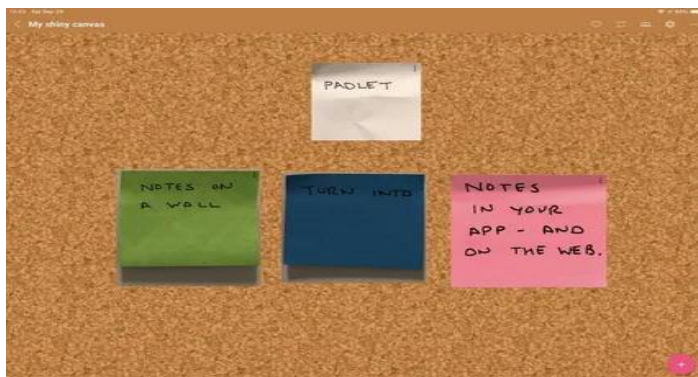 My shiny canvas
PADLET
NOTES ON
A WALL
TURN INTO
NOTES
IN YOUR
APP - AND
ON THE WEB.